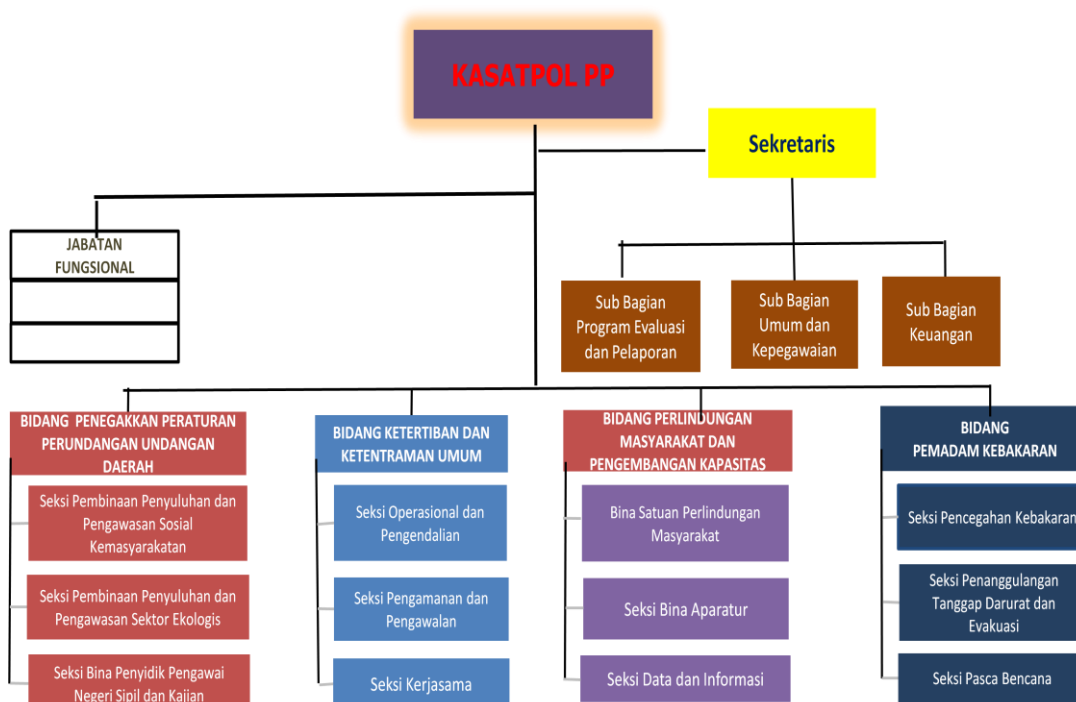 KASATPOL PP
Sekretaris
JABATAN
FUNGSIONAL
Sub Bagian
Program Evaluasi
dan Pelaporan
Sub Bagian
Umum dan
Kepegawaian
Sub Bagian
Keuangan
BIDANG PENEGAKKAN PERATURAN
PERUNDANGAN UNDANGAN
DAERAH
Seksi Pembinaan Penyuluhan dan
Pengawasan Sosial
Kemasyarakatan
Seksi Pembinaan Penyuluhan dan
Pengawasan Sektor Ekologis
Seksi Bina Penyidik Pengawai
Negeri Sipil dan Kajian
BIDANG KETERTIBAN DAN
KETENTRAMAN UMUM
Seksi Operasional dan
Pengendalian
Seksi Pengamanan dan
Pengawalan
Seksi Kerjasama
BIDANG PERLINDUNGAN
MASYARAKAT DAN
PENGEMBANGAN KAPASITAS
Bina Satuan Perlindungan
Masyarakat
Seksi Bina Aparatur
Seksi Data dan Informasi
BIDANG
PEMADAM KEBAKARAN
Seksi Pencegahan Kebakaran
Seksi Penanggulangan
Tanggap Darurat dan
Evakuasi
Seksi Pasca Bencana